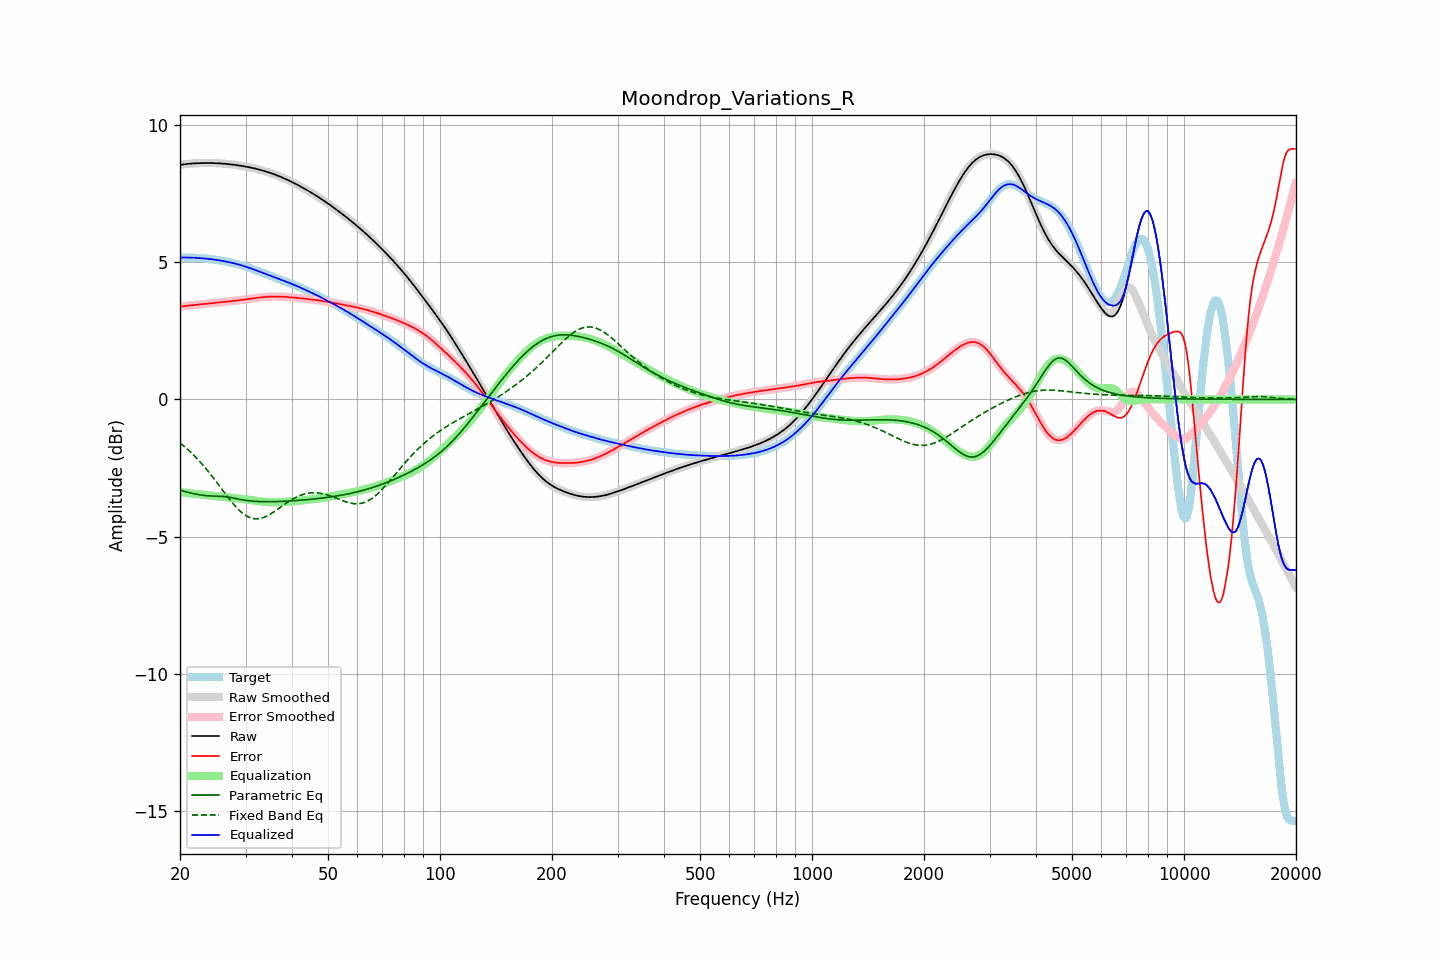 Moondrop_Variations_R
Amplitude (dBr)
10
5
0
−5
−10
−15
Target
Raw Smoothed
Error Smoothed
Raw
Error
Equalization
Parametric Eq
Fixed Band Eq
Equalized
20 50 100 200 500 1000 2000 5000 10000 20000
Frequency (Hz)